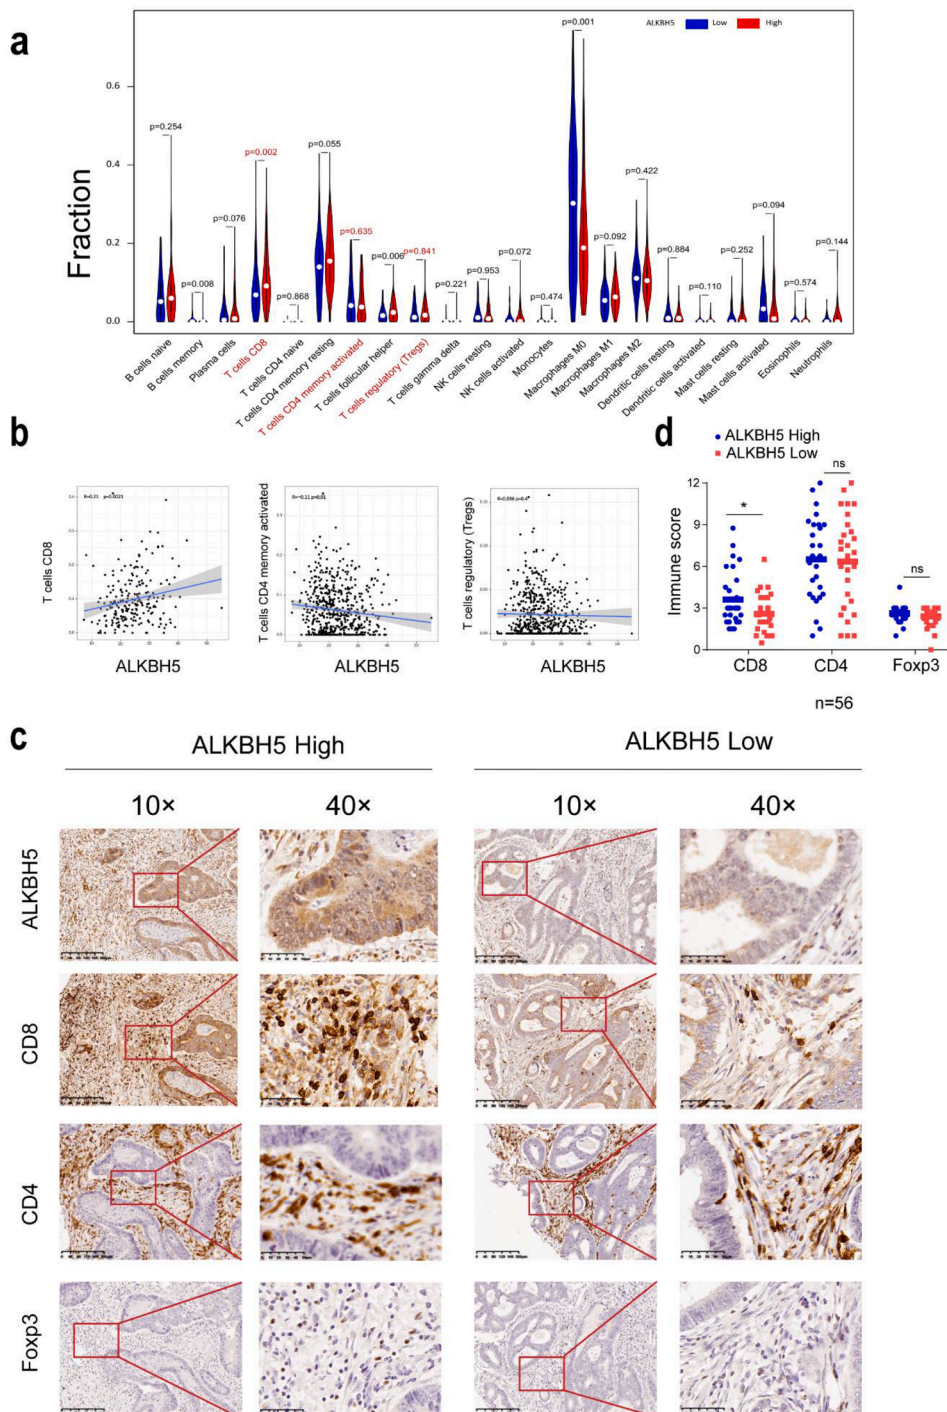 a
ALKBH5 Low High
Fraction
0.6
0.4
0.2
0.0
p=0.254
p=0.008
p=0.076
p=0.002
p=0.868
p=0.055
p=0.635
p=0.006
p=0.841
p=0.221
p=0.953
p=0.072
p=0.474
p=0.001
p=0.092
p=0.422
p=0.884
p=0.110
p=0.252
p=0.094
p=0.574
p=0.144
B cells naive
B cells memory
Plasma cells
T cells CD8
T cells CD4 naive
T cells CD4 memory resting
T cells CD4 memory activated
T cells follicular helper
T cells regulatory (Tregs)
T cells gamma delta
NK cells resting
NK cells activated
Monocytes
Macrophages M0
Macrophages M1
Macrophages M2
Dendritic cells resting
Dendritic cells activated
Mast cells resting
Mast cells activated
Eosinophils
Neutrophils
b
T cells CD8
R=0.21 p=0.0021
ALKBH5
T cells CD4 memory activated
ALKBH5
T cells regulatory (Tregs)
ALKBH5
d
ALKBH5 High
ALKBH5 Low
Immune score
12
9
6
3
0
*
ns
ns
CD8 CD4 Foxp3
n=56
c
ALKBH5 High ALKBH5 Low
10× 40× 10× 40×
ALKBH5
CD8
CD4
Foxp3